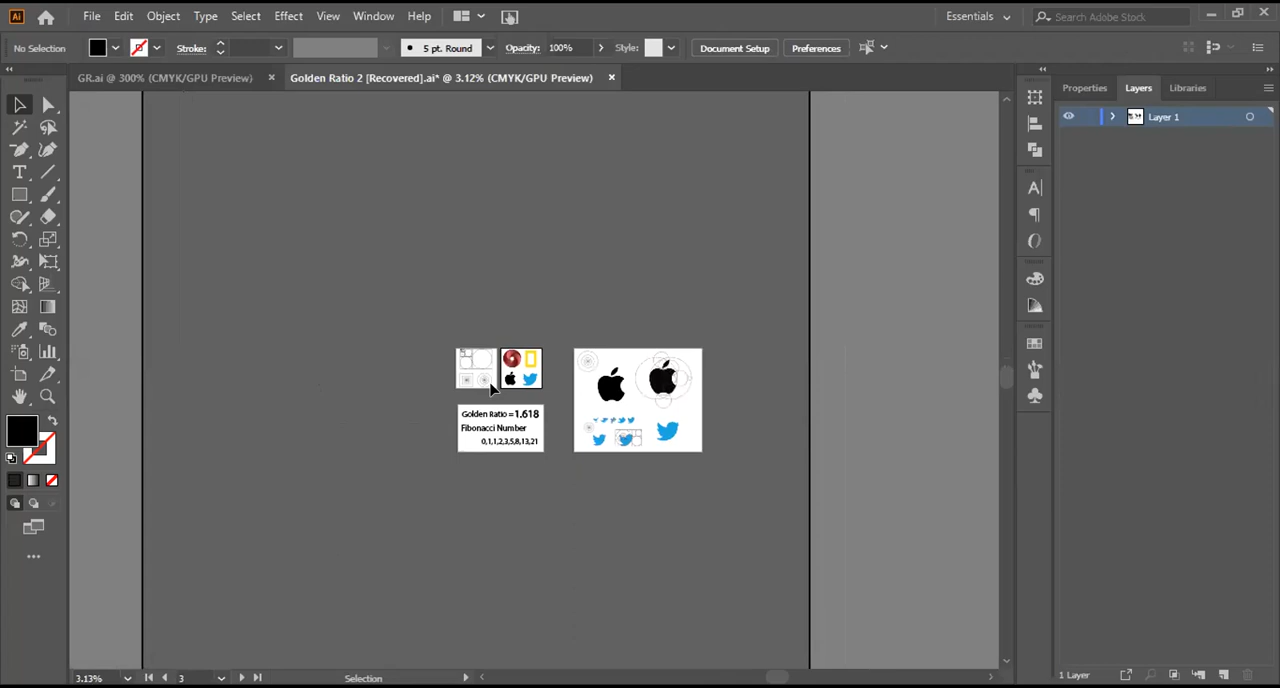 Ai File Edit Object Type Select Effect View Window Help Essentials Search Adobe Stock
No Selection Stroke: 5 pt. Round Opacity: 100% Style: Document Setup Preferences
GR.ai @ 300% (CMYK/GPU Preview) Golden Ratio 2 [Recovered].ai* @ 3.12% (CMYK/GPU Preview)
Properties Layers Libraries
Layer 1
Golden Ratio = 1.618
Fibonacci Number
0,1,1,2,3,5,8,13,21
3.13% 3 Selection
1 Layer